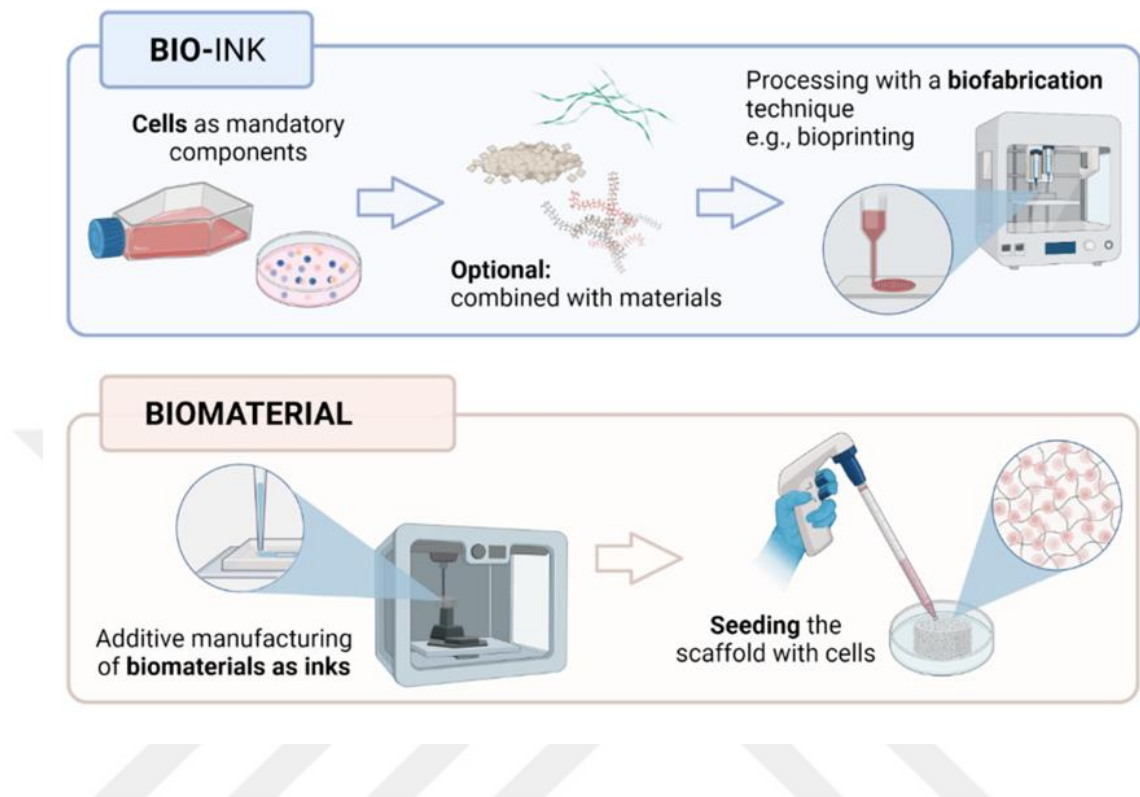 BIO-INK
Cells as mandatory
components
Optional:
combined with materials
Processing with a biofabrication
technique
e.g., bioprinting
BIOMATERIAL
Additive manufacturing
of biomaterials as inks
Seeding the
scaffold with cells